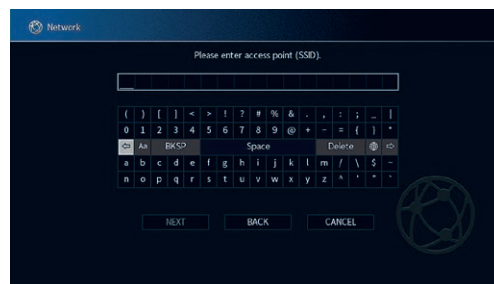 Network
Please enter access point (SSID).
( ) [ ] < > ! ? # % & . , : ; _ |
0 1 2 3 4 5 6 7 8 9 @ + - = { } *
⇦ Aa BKSP Space Delete ⇨
a b c d e f g h i j k l m / \ $ ~
n o p q r s t u v w x y z ^ ' " `
NEXT BACK CANCEL